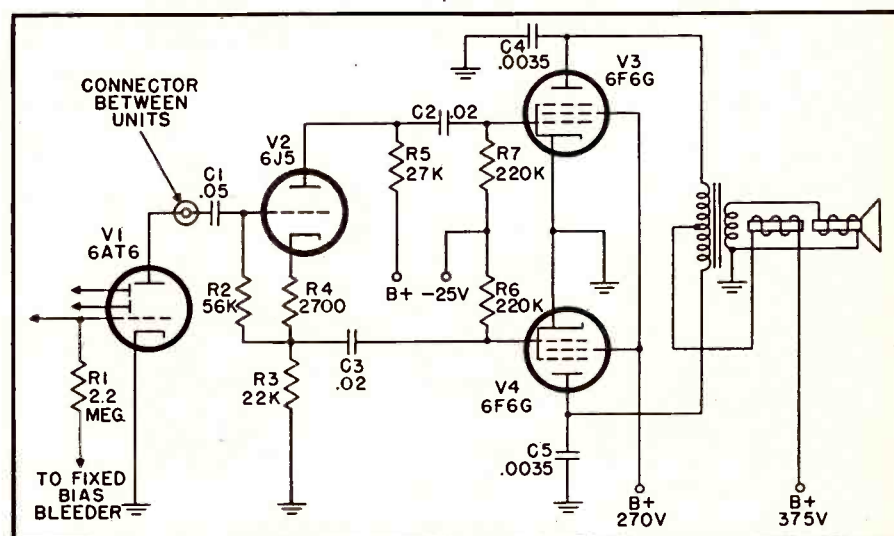 CONNECTOR
BETWEEN
UNITS
V1
6AT6
C1
.05
V2
6J5
R1
2.2
MEG.
TO FIXED
BIAS
BLEEDER
R2
56K
R4
2700
R3
22K
C3
.02
R5
27K
C2 .02
R7
220K
B+ -25V
R6
220K
C4
.0035
V3
6F6G
V4
6F6G
C5
.0035
B+
270V
B+
375V